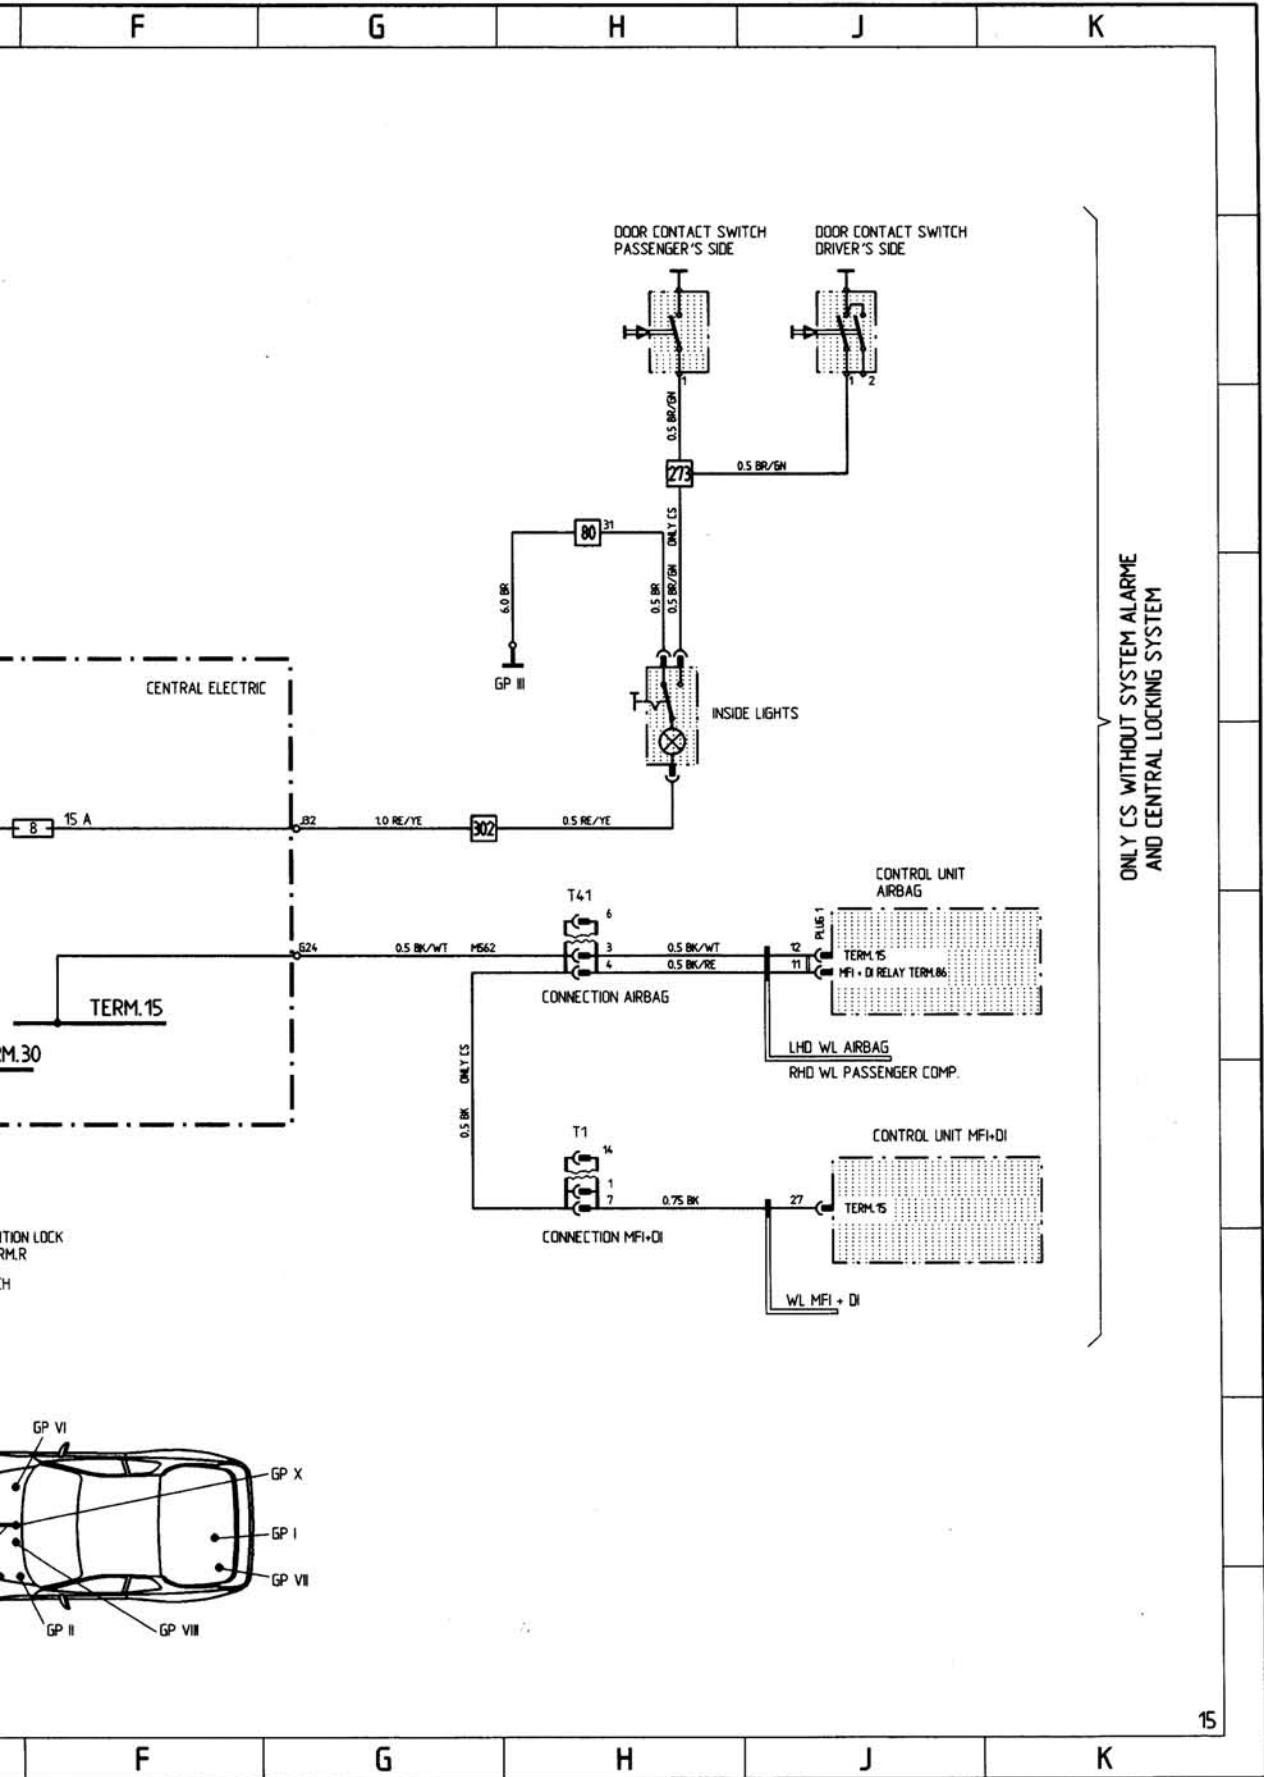 F G H J K
DOOR CONTACT SWITCH
PASSENGER'S SIDE
DOOR CONTACT SWITCH
DRIVER'S SIDE
1
1 2
0.5 BR/GN
273
0.5 BR/GN
80
31
ONLY CS
6.0 BR
0.5 BR
0.5 BR/GN
GP III
CENTRAL ELECTRIC
INSIDE LIGHTS
ONLY CS WITHOUT SYSTEM ALARME
AND CENTRAL LOCKING SYSTEM
8
15 A
J32
1.0 RE/YE
302
0.5 RE/YE
CONTROL UNIT
AIRBAG
T41
6
PLUG 1
G24
0.5 BK/WT
M562
3
0.5 BK/WT
12
TERM.15
4
0.5 BK/RE
11
MFI + DI RELAY TERM.86
CONNECTION AIRBAG
TERM.15
M.30
LHD WL AIRBAG
RHD WL PASSENGER COMP.
ONLY CS
0.5 BK
T1
14
CONTROL UNIT MFI+DI
1
7
0.75 BK
27
TERM.15
CONNECTION MFI+DI
ITION LOCK
RM.R
CH
WL MFI + DI
GP VI
GP X
GP I
GP VII
GP II
GP VIII
15
F G H J K